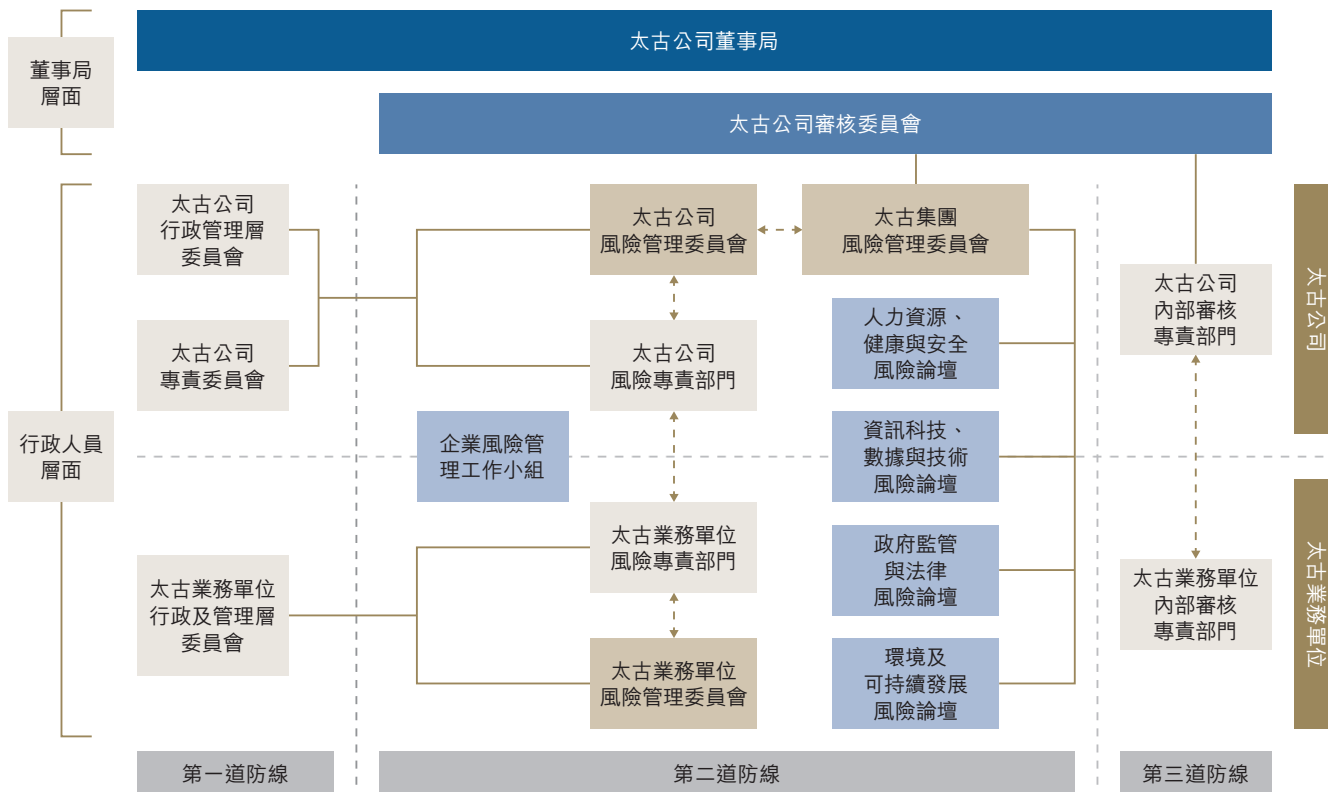 太古公司董事局
董事局
層面
太古公司審核委員會
太古公司
行政管理層
委員會
太古公司
風險管理委員會
太古集團
風險管理委員會
太古公司
內部審核
專責部門
太古公司
人力資源、
健康與安全
風險論壇
太古公司
專責委員會
太古公司
風險專責部門
行政人員
層面
企業風險管
理工作小組
資訊科技、
數據與技術
風險論壇
太古業務單位
風險專責部門
政府監管
與法律
風險論壇
太古業務單位
行政及管理層
委員會
太古業務單位
內部審核
專責部門
太古業務單位
太古業務單位
風險管理委員會
環境及
可持續發展
風險論壇
第一道防線
第二道防線
第三道防線